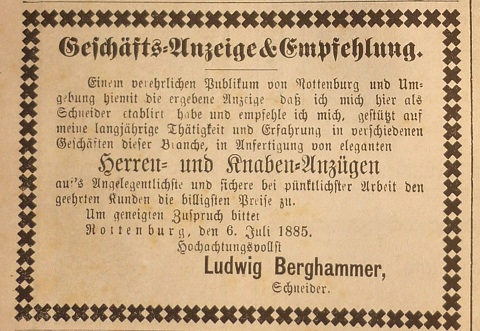 Geschäfts-Anzeige & Empfehlung.
Einem verehrlichen Publikum von Rottenburg und Um-
gebung hiemit die ergebene Anzeige daß ich mich hier als
Schneider etablirt habe und empfehle ich mich, gestützt auf
meine langjährige Thätigkeit und Erfahrung in verschiedenen
Geschäften dieser Branche, in Anfertigung von eleganten
Herren- und Knaben-Anzügen
auf's Angelegentlichste und sichere bei pünktlichster Arbeit den
geehrten Kunden die billigsten Preise zu.
Um geneigten Zuspruch bittet
Rottenburg, den 6. Juli 1885.
Hochachtungsvollst
Ludwig Berghammer,
Schneider.